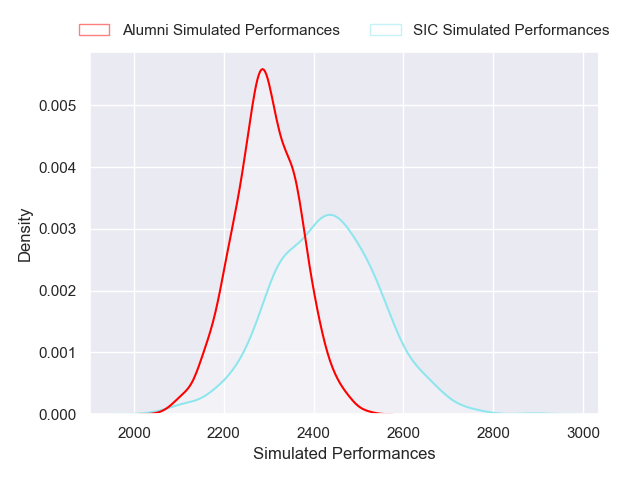 Alumni Simulated Performances SIC Simulated Performances
0.005
0.004
0.003
0.002
0.001
0.000
Density
2000 2200 2400 2600 2800 3000
Simulated Performances